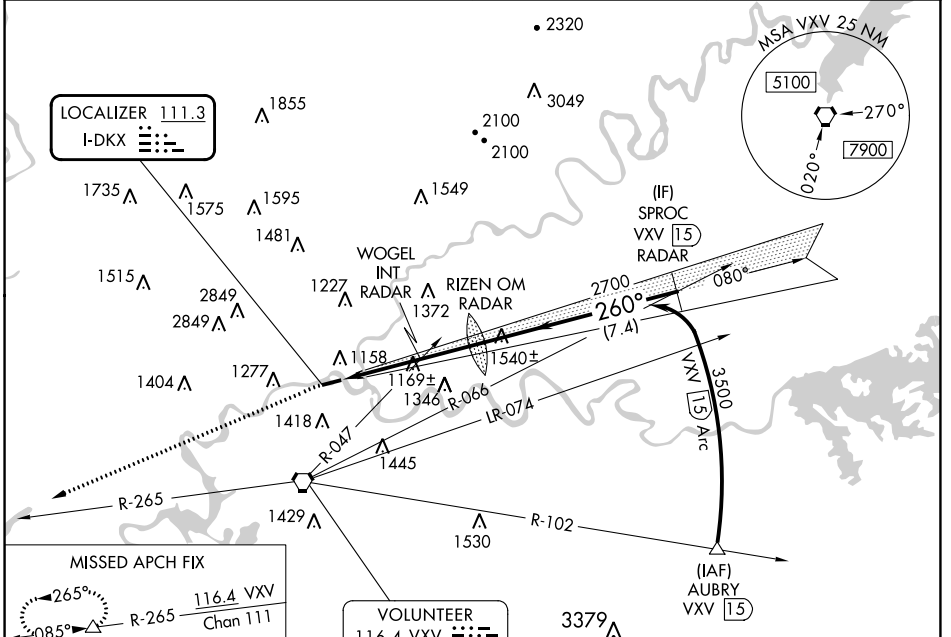 2320
MSA VXV 25 NM
5100
270°
7900
020°
LOCALIZER 111.3
I-DKX
1855
3049
2100
2100
1735
1575
1595
1549
1481
(IF)
SPROC
VXV 15
RADAR
WOGEL
INT
RADAR
RIZEN OM
RADAR
1515
1227
1372
2700
260°
(7.4)
080°
2849
2849
1540±
1158
1169±
1346
1404
1277
R-066
LR-074
3500
VXV 15 Arc
1418
R-047
1445
R-265
1429
1530
R-102
(IAF)
AUBRY
VXV 15
MISSED APCH FIX
265°
085°
R-265
116.4 VXV
Chan 111
VOLUNTEER
116.4 VXV
3379